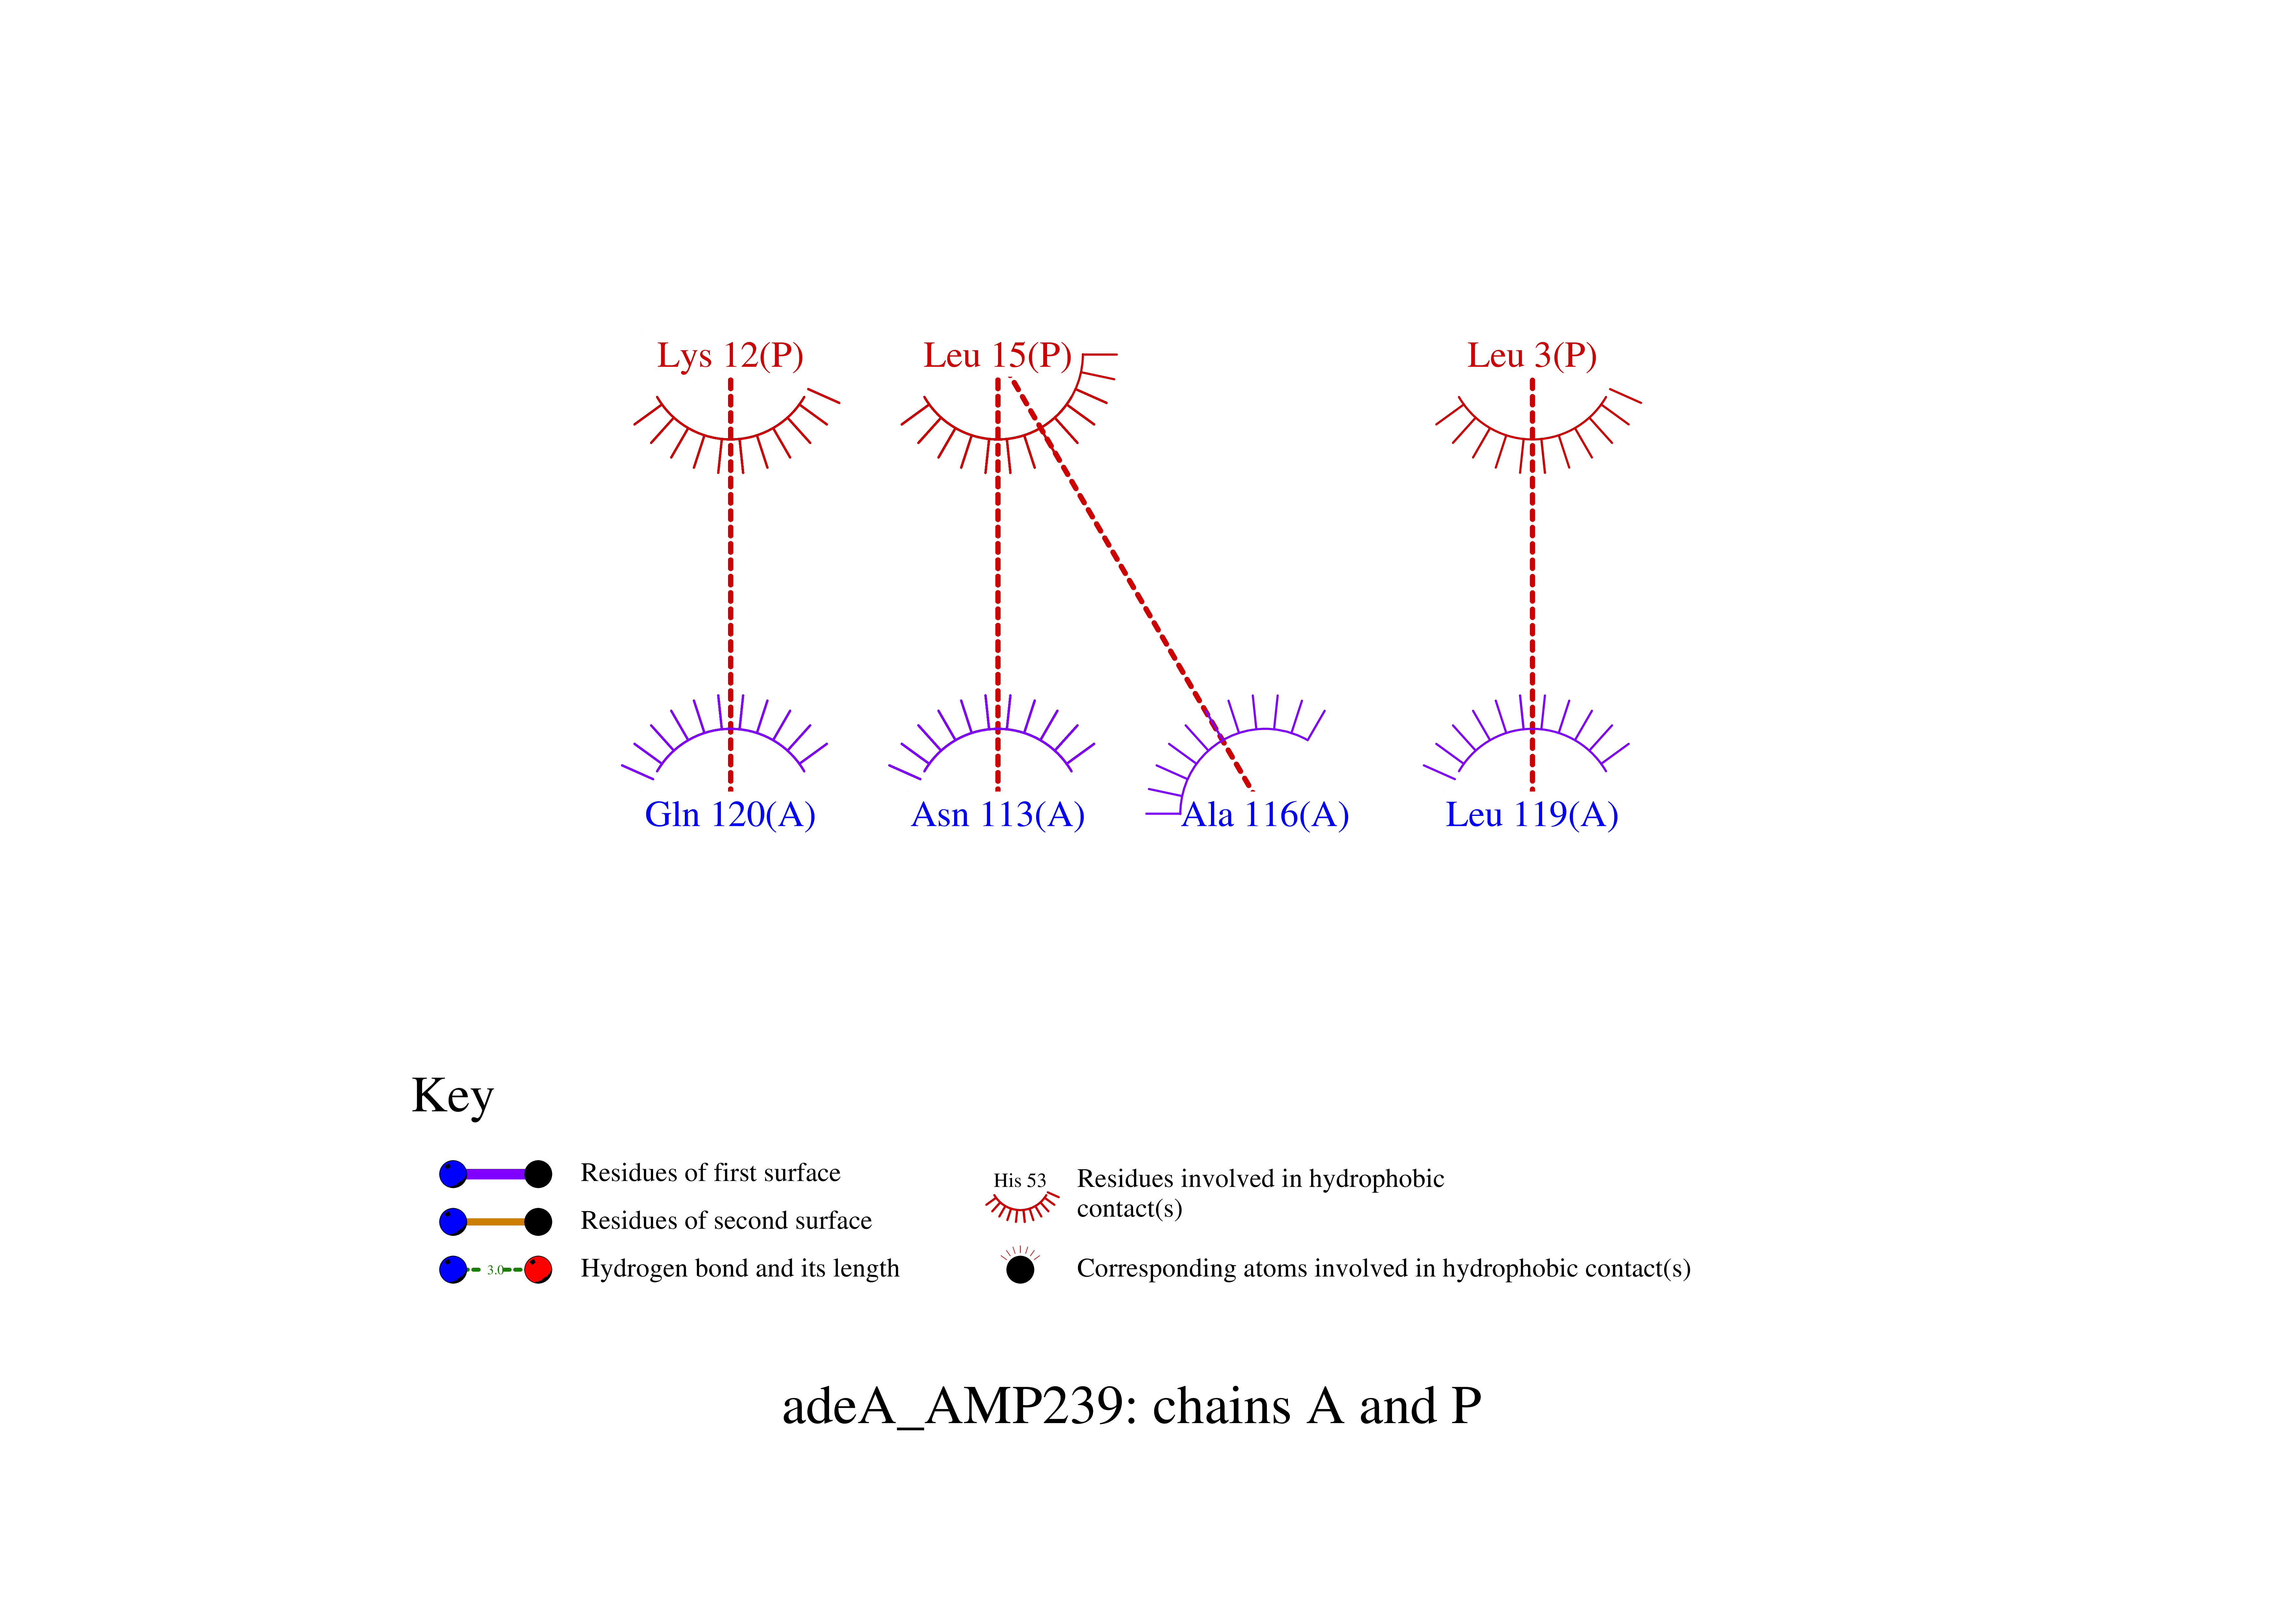 Lys 12(P) Leu 15(P) Leu 3(P)
Gln 120(A) Asn 113(A) Ala 116(A) Leu 119(A)
Key
Residues of first surface
Residues of second surface
3.0 Hydrogen bond and its length
His 53 Residues involved in hydrophobic
contact(s)
Corresponding atoms involved in hydrophobic contact(s)
adeA_AMP239: chains A and P